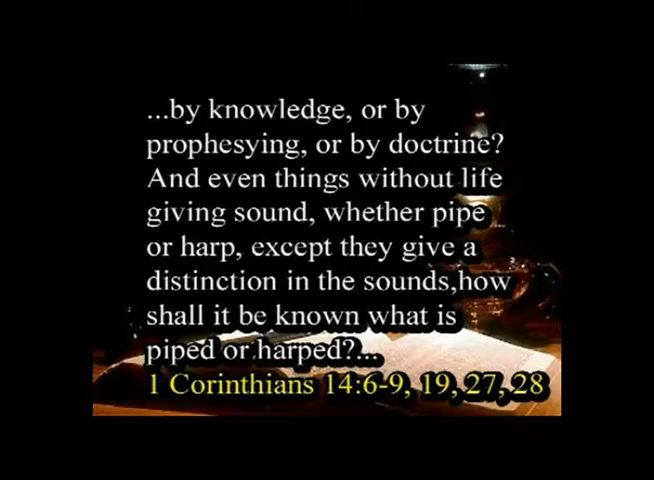 ...by knowledge, or by
prophesying, or by doctrine?
And even things without life
giving sound, whether pipe
or harp, except they give a
distinction in the sounds,how
shall it be known what is
piped or harped?...
1 Corinthians 14:6-9, 19, 27, 28